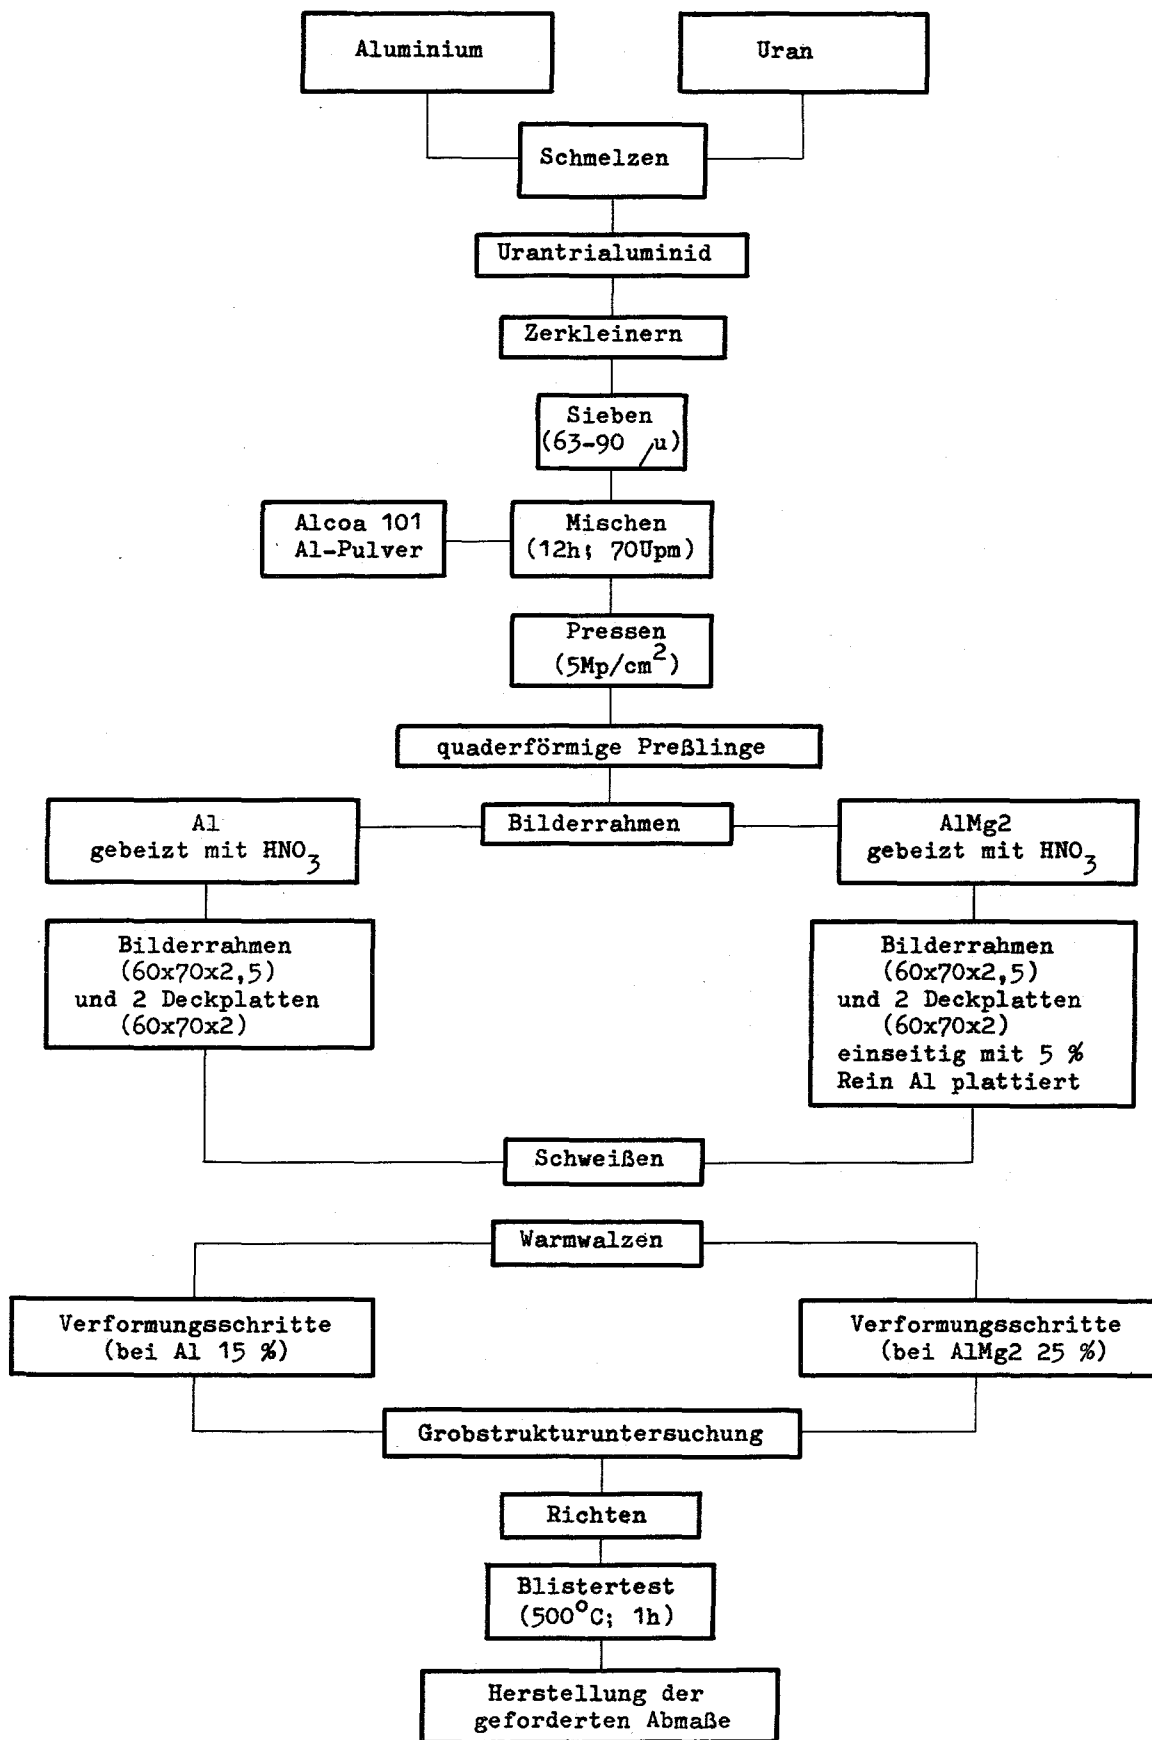 Aluminium
Uran
Schmelzen
Urantrialuminid
Zerkleinern
Sieben
(63-90 /u)
Alcoa 101
Al-Pulver
Mischen
(12h; 70Upm)
Pressen
(5Mp/cm²)
quaderförmige Preßlinge
Al
gebeizt mit HNO₃
Bilderrahmen
AlMg2
gebeizt mit HNO₃
Bilderrahmen
(60x70x2,5)
und 2 Deckplatten
(60x70x2)
Bilderrahmen
(60x70x2,5)
und 2 Deckplatten
(60x70x2)
einseitig mit 5 %
Rein Al plattiert
Schweißen
Warmwalzen
Verformungsschritte
(bei Al 15 %)
Verformungsschritte
(bei AlMg2 25 %)
Grobstrukturuntersuchung
Richten
Blistertest
(500°C; 1h)
Herstellung der
geforderten Abmaße